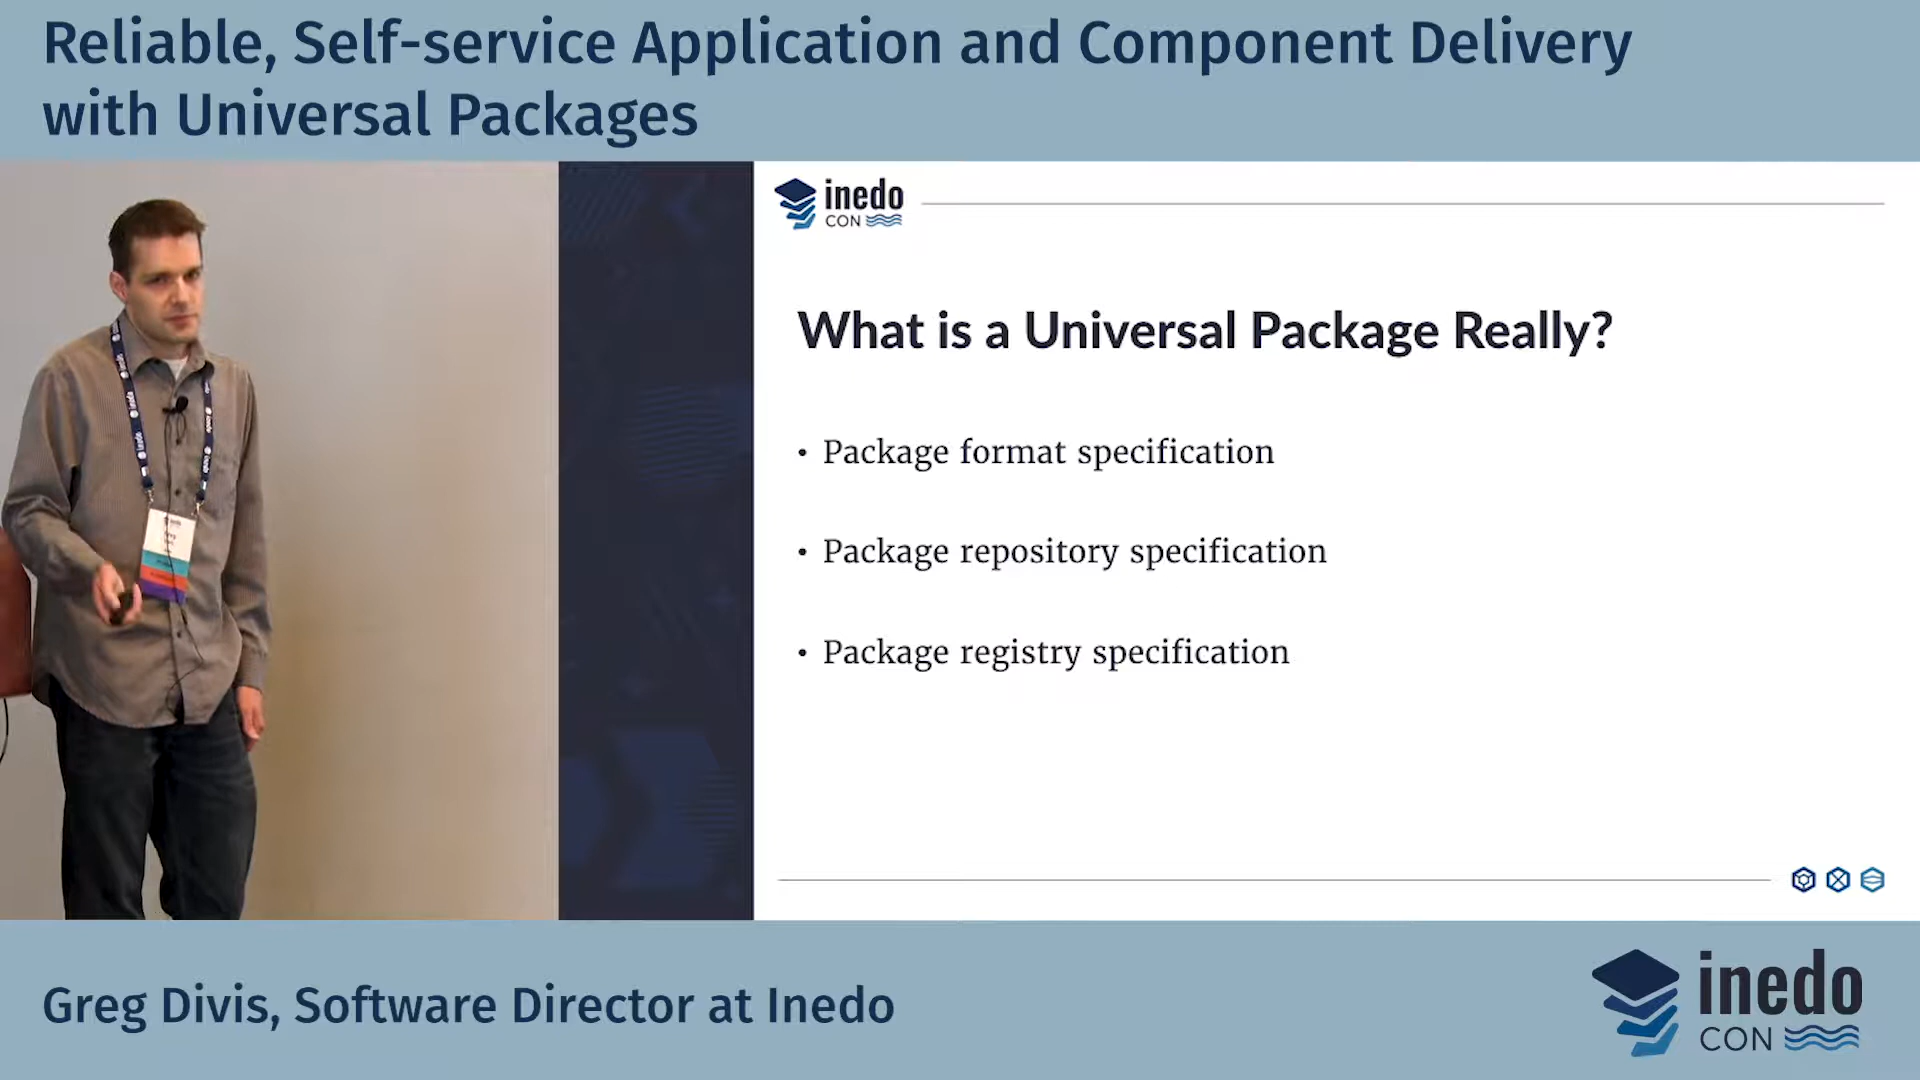 Reliable, Self-service Application and Component Delivery
with Universal Packages
inedo
CON
What is a Universal Package Really?
• Package format specification
• Package repository specification
• Package registry specification
Greg Divis, Software Director at Inedo
inedo
CON